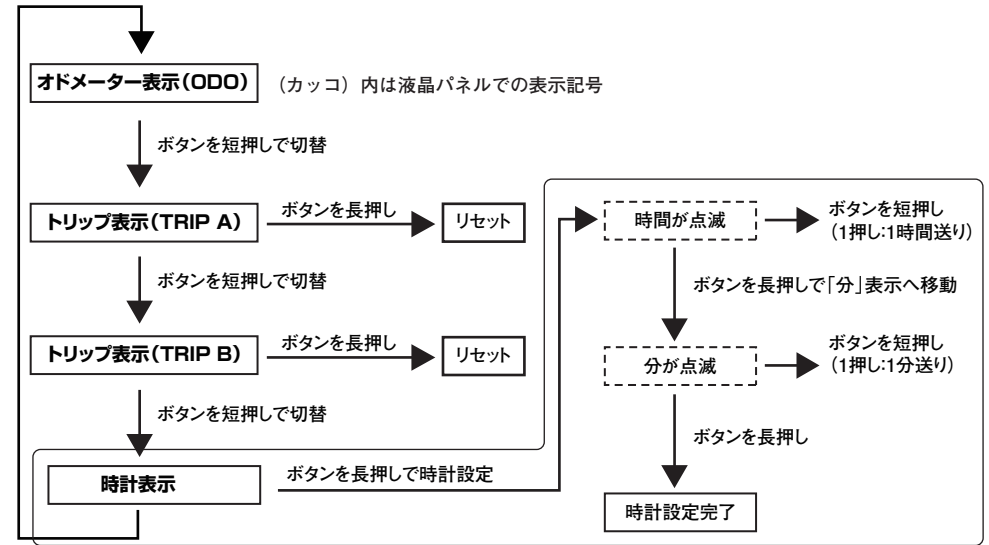 オドメーター表示（ODO）
（カッコ）内は液晶パネルでの表示記号
ボタンを短押しで切替
トリップ表示（TRIP A）
ボタンを長押し
リセット
ボタンを短押しで切替
トリップ表示（TRIP B）
ボタンを長押し
リセット
ボタンを短押しで切替
時計表示
ボタンを長押しで時計設定
時間が点滅
ボタンを短押し
（1押し：1時間送り）
ボタンを長押しで「分」表示へ移動
分が点滅
ボタンを短押し
（1押し：1分送り）
ボタンを長押し
時計設定完了